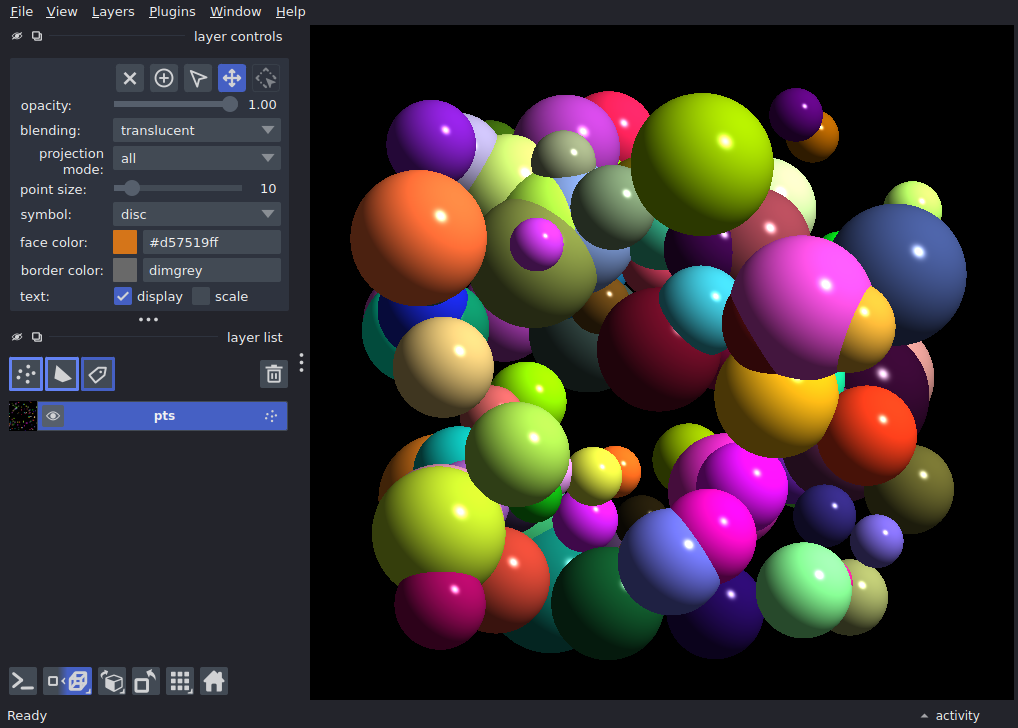 File View Layers Plugins Window Help
layer controls
opacity: 1.00
blending: translucent
projection mode: all
point size: 10
symbol: disc
face color: #d57519ff
border color: dimgrey
text: display scale
layer list
pts
Ready activity